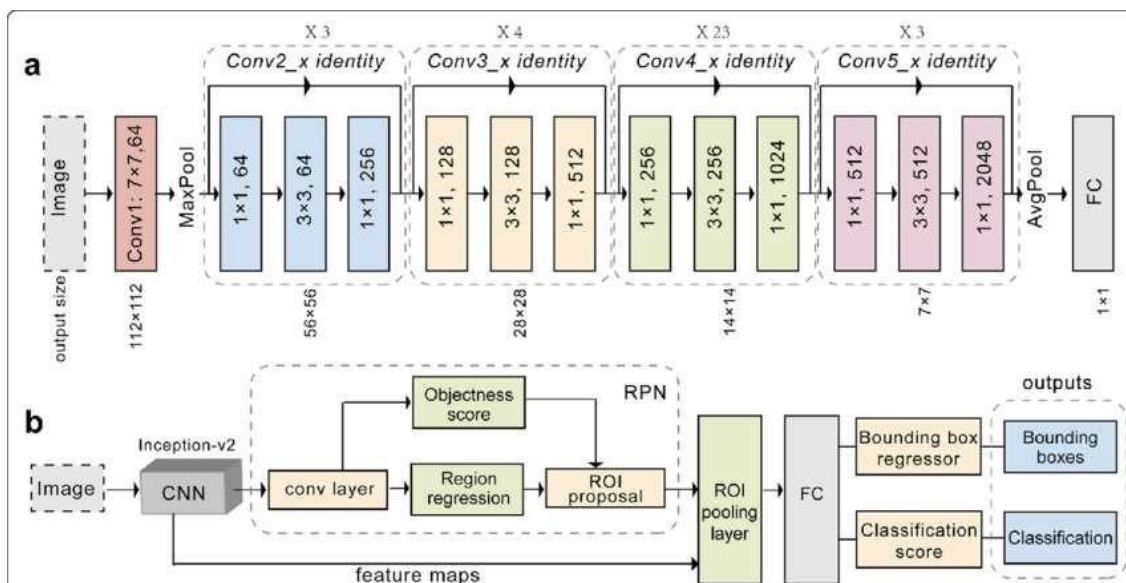 X 3
X 4
X 23
X 3
a
Conv2_x identity
Conv3_x identity
Conv4_x identity
Conv5_x identity
Image
Conv1: 7×7,64
MaxPool
1×1, 64
3×3, 64
1×1, 256
1×1, 128
3×3, 128
1×1, 512
1×1, 256
3×3, 256
1×1, 1024
1×1, 512
3×3, 512
1×1, 2048
AvgPool
FC
output size
112×112
56×56
28×28
14×14
7×7
1×1
b
RPN
outputs
Inception-v2
Image
CNN
conv layer
Objectness
score
Region
regression
ROI
proposal
ROI
pooling
layer
FC
Bounding box
regressor
Bounding
boxes
Classification
score
Classification
feature maps